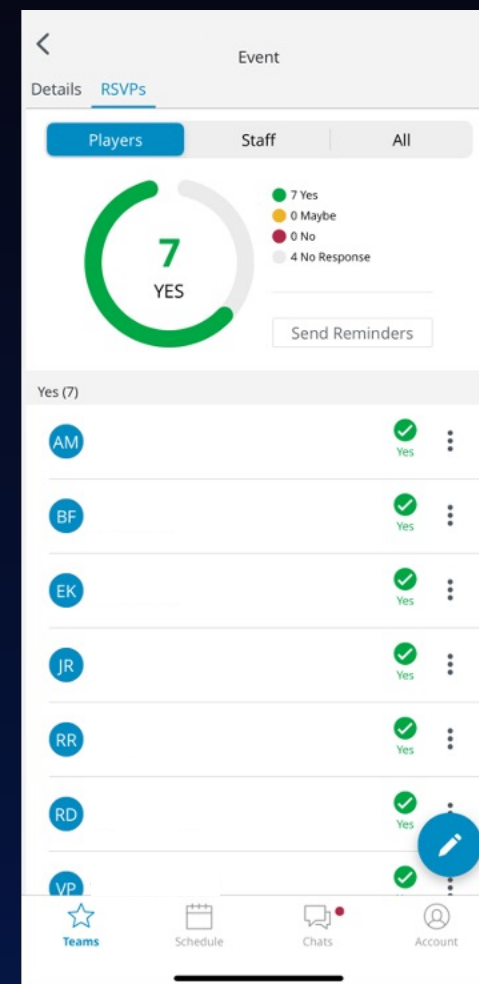 Event
Details RSVPs
Players Staff All
7 Yes
0 Maybe
0 No
4 No Response
7
YES
Send Reminders
Yes (7)
AM Yes
BF Yes
EK Yes
JR Yes
RR Yes
RD Yes
VP
Teams Schedule Chats Account